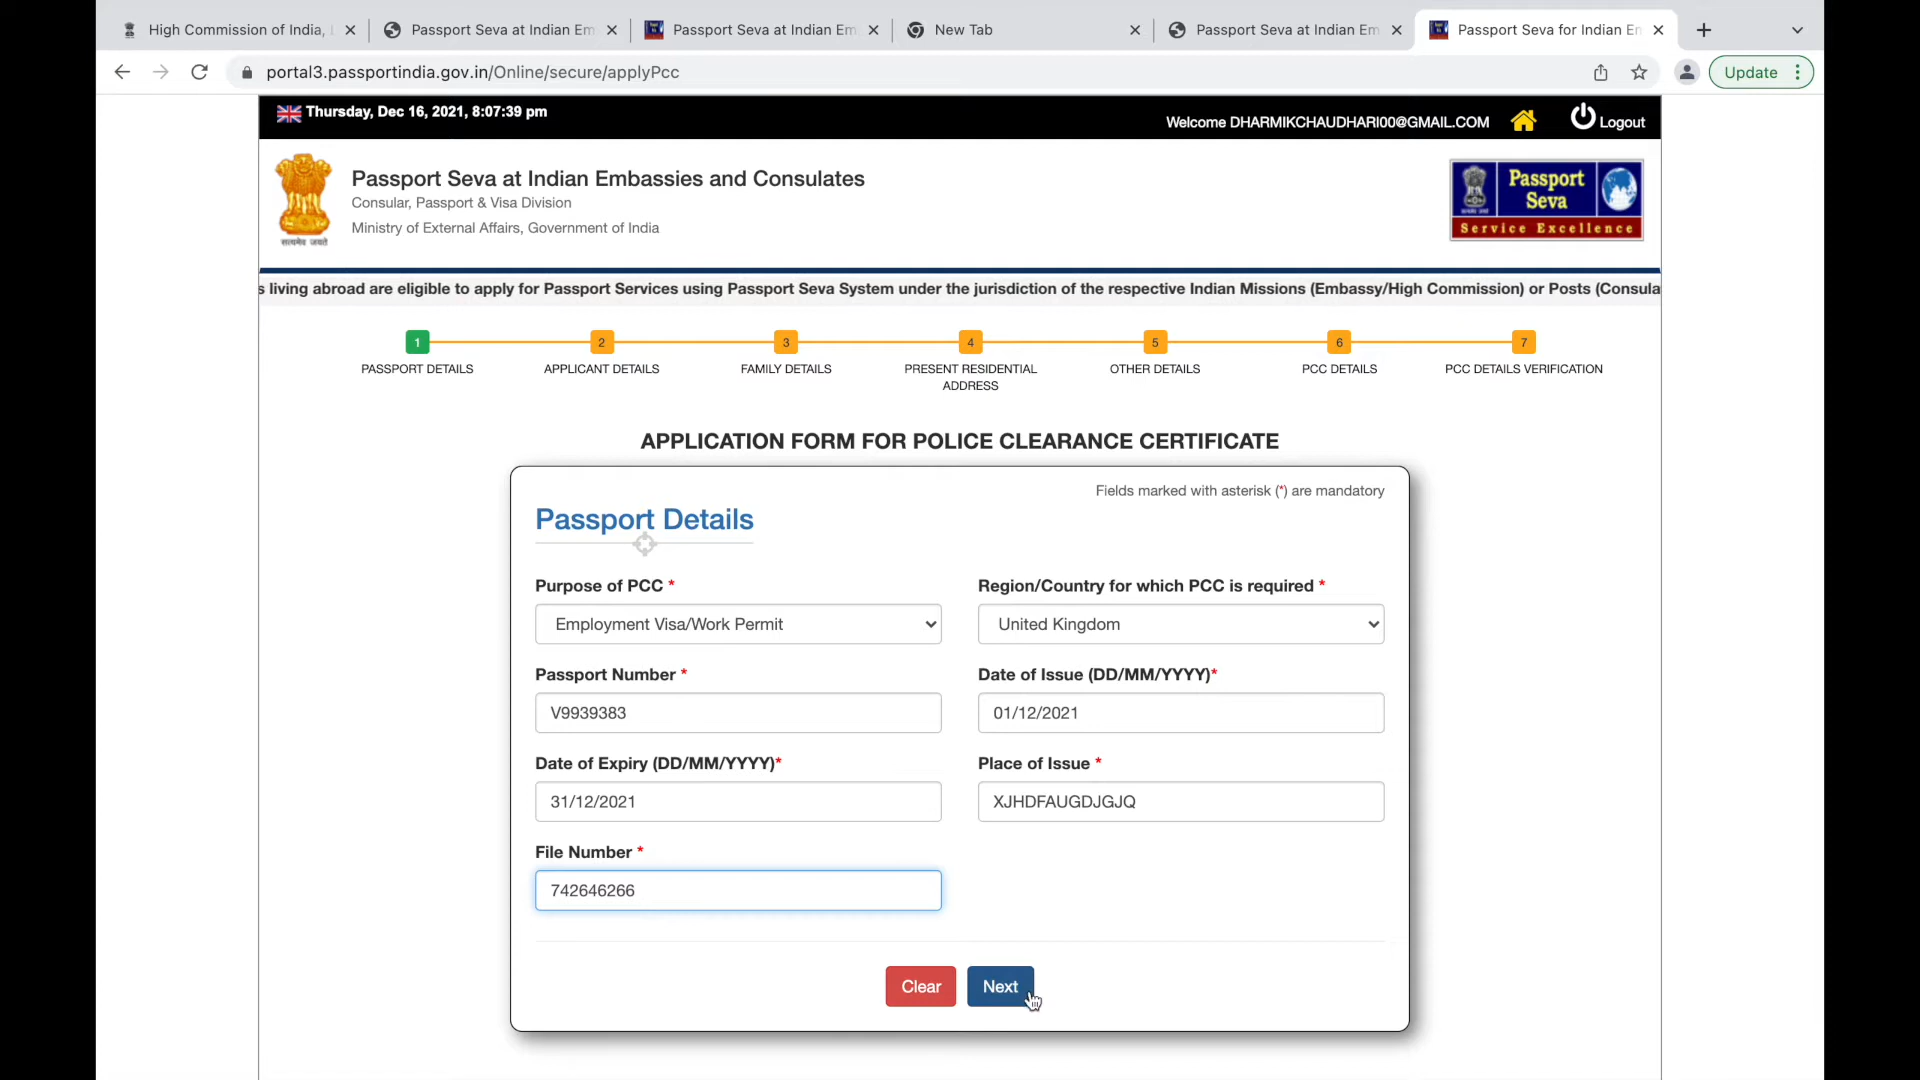 High Commission of India,
Passport Seva at Indian Em
Passport Seva at Indian Em
New Tab
Passport Seva at Indian Em
Passport Seva for Indian En
portal3.passportindia.gov.in/Online/secure/applyPcc
Update
Thursday, Dec 16, 2021, 8:07:39 pm
Welcome DHARMIKCHAUDHARI00@GMAIL.COM
Logout
Passport Seva at Indian Embassies and Consulates
Consular, Passport & Visa Division
Ministry of External Affairs, Government of India
सत्यमेव जयते
Passport
Seva
Service Excellence
s living abroad are eligible to apply for Passport Services using Passport Seva System under the jurisdiction of the respective Indian Missions (Embassy/High Commission) or Posts (Consula
1 2 3 4 5 6 7
PASSPORT DETAILS APPLICANT DETAILS FAMILY DETAILS PRESENT RESIDENTIAL OTHER DETAILS PCC DETAILS PCC DETAILS VERIFICATION
ADDRESS
APPLICATION FORM FOR POLICE CLEARANCE CERTIFICATE
Fields marked with asterisk (*) are mandatory
Passport Details
Purpose of PCC *
Region/Country for which PCC is required *
Employment Visa/Work Permit
United Kingdom
Passport Number *
Date of Issue (DD/MM/YYYY)*
V9939383
01/12/2021
Date of Expiry (DD/MM/YYYY)*
Place of Issue *
31/12/2021
XJHDFAUGDJGJQ
File Number *
742646266
Clear
Next